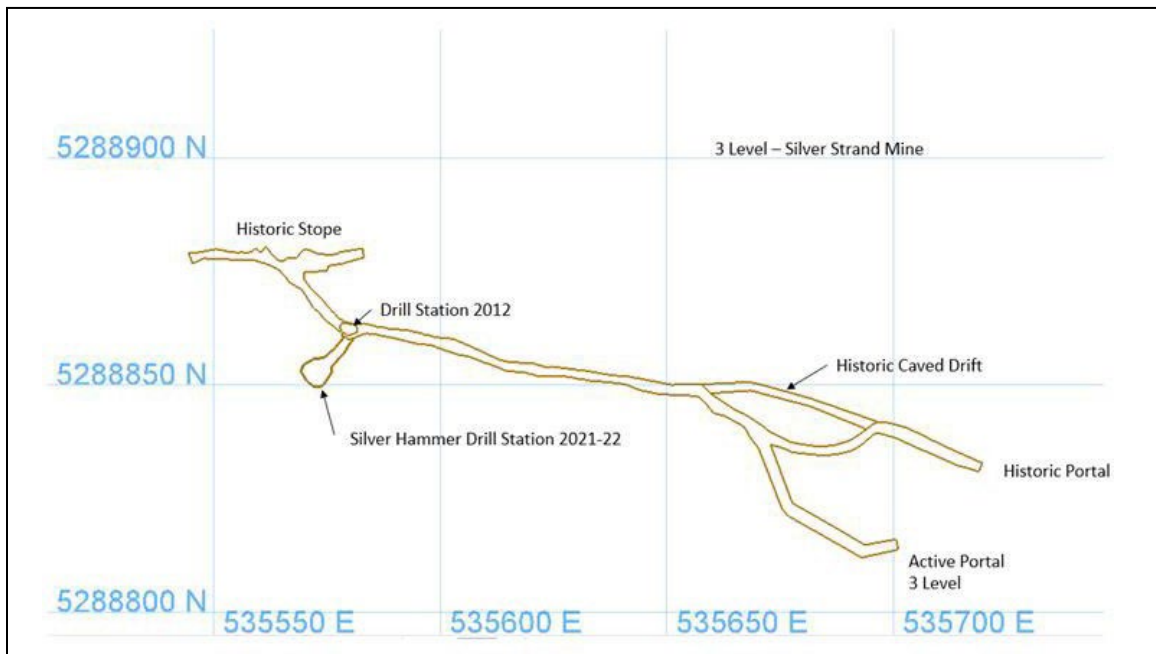 5288900 N
3 Level – Silver Strand Mine
Historic Stope
Drill Station 2012
Historic Caved Drift
5288850 N
Silver Hammer Drill Station 2021-22
Historic Portal
Active Portal
3 Level
5288800 N
535550 E
535600 E
535650 E
535700 E